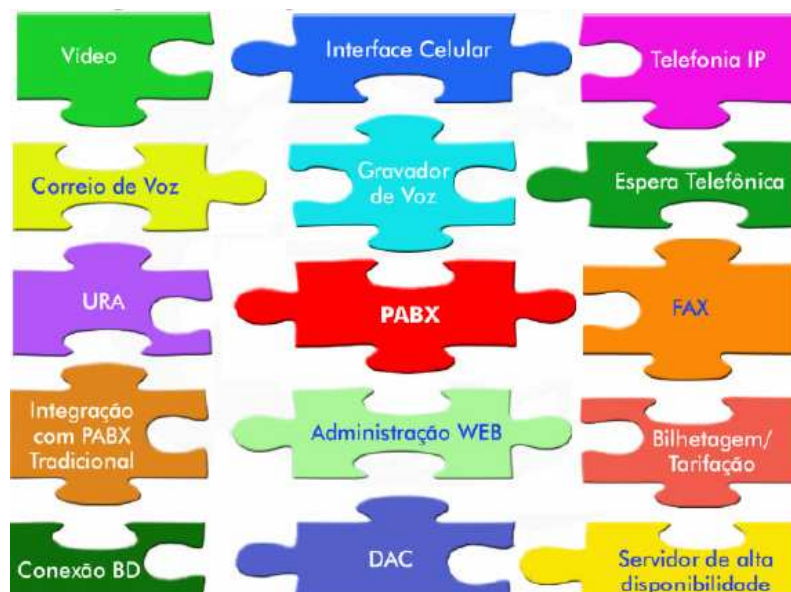 Vídeo
Interface Celular
Telefonia IP
Correio de Voz
Gravador
de Voz
Espera Telefônica
URA
PABX
FAX
Integração
com PABX
Tradicional
Administração WEB
Bilhetagem/
Tarifação
Conexão BD
DAC
Servidor de alta
disponibilidade